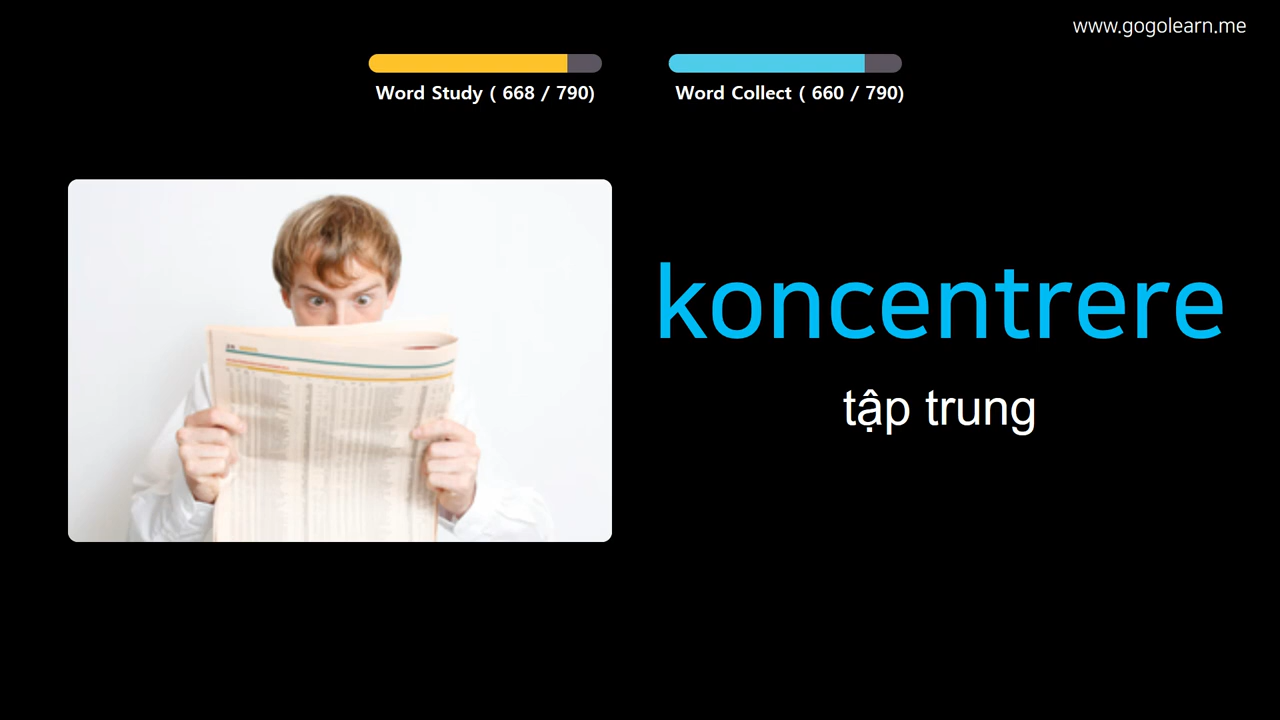 www.gogolearn.me
Word Study ( 668 / 790)
Word Collect ( 660 / 790)
koncentrere
tập trung